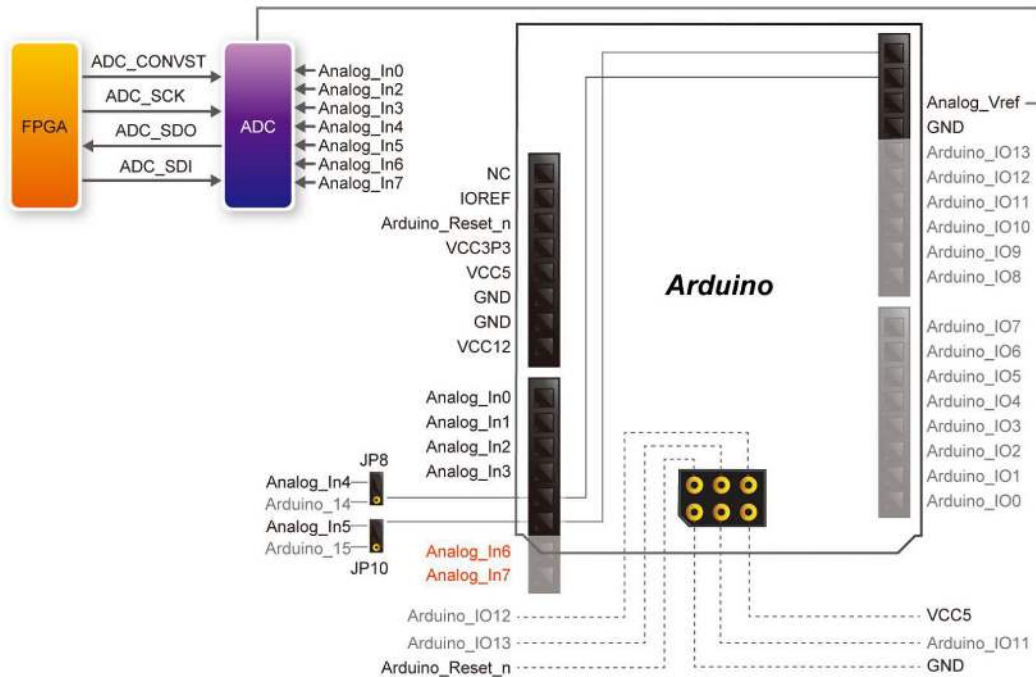 FPGA
ADC_CONVST
ADC_SCK
ADC_SDO
ADC_SDI
ADC
Analog_In0
Analog_In2
Analog_In3
Analog_In4
Analog_In5
Analog_In6
Analog_In7
NC
IOREF
Arduino_Reset_n
VCC3P3
VCC5
GND
GND
VCC12
Analog_In0
Analog_In1
Analog_In2
Analog_In3
JP8
Analog_In4
Arduino_14
Analog_In5
Arduino_15
JP10
Analog_In6
Analog_In7
Arduino_IO12
Arduino_IO13
Arduino_Reset_n
Arduino
Analog_Vref
GND
Arduino_IO13
Arduino_IO12
Arduino_IO11
Arduino_IO10
Arduino_IO9
Arduino_IO8
Arduino_IO7
Arduino_IO6
Arduino_IO5
Arduino_IO4
Arduino_IO3
Arduino_IO2
Arduino_IO1
Arduino_IO0
VCC5
Arduino_IO11
GND